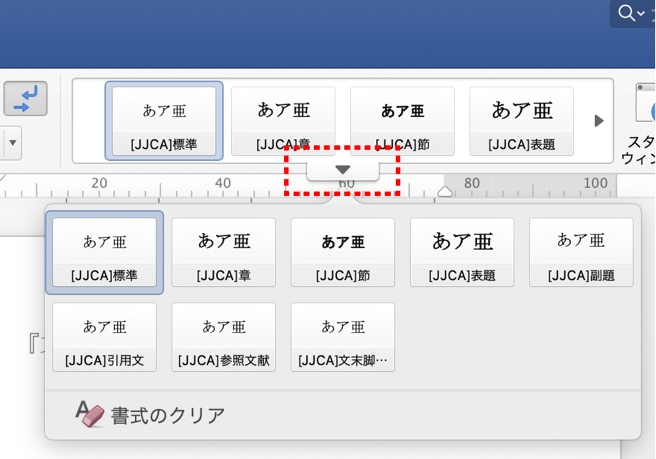 あア亜 あア亜 あア亜 あア亜
[JJCA]標準 [JJCA]章 [JJCA]節 [JJCA]表題
スタ
ウィン
20 40 60 80 100
あア亜 あア亜 あア亜 あア亜 あア亜
[JJCA]標準 [JJCA]章 [JJCA]節 [JJCA]表題 [JJCA]副題
あア亜 あア亜 あア亜
[JJCA]引用文 [JJCA]参照文献 [JJCA]文末脚…
書式のクリア